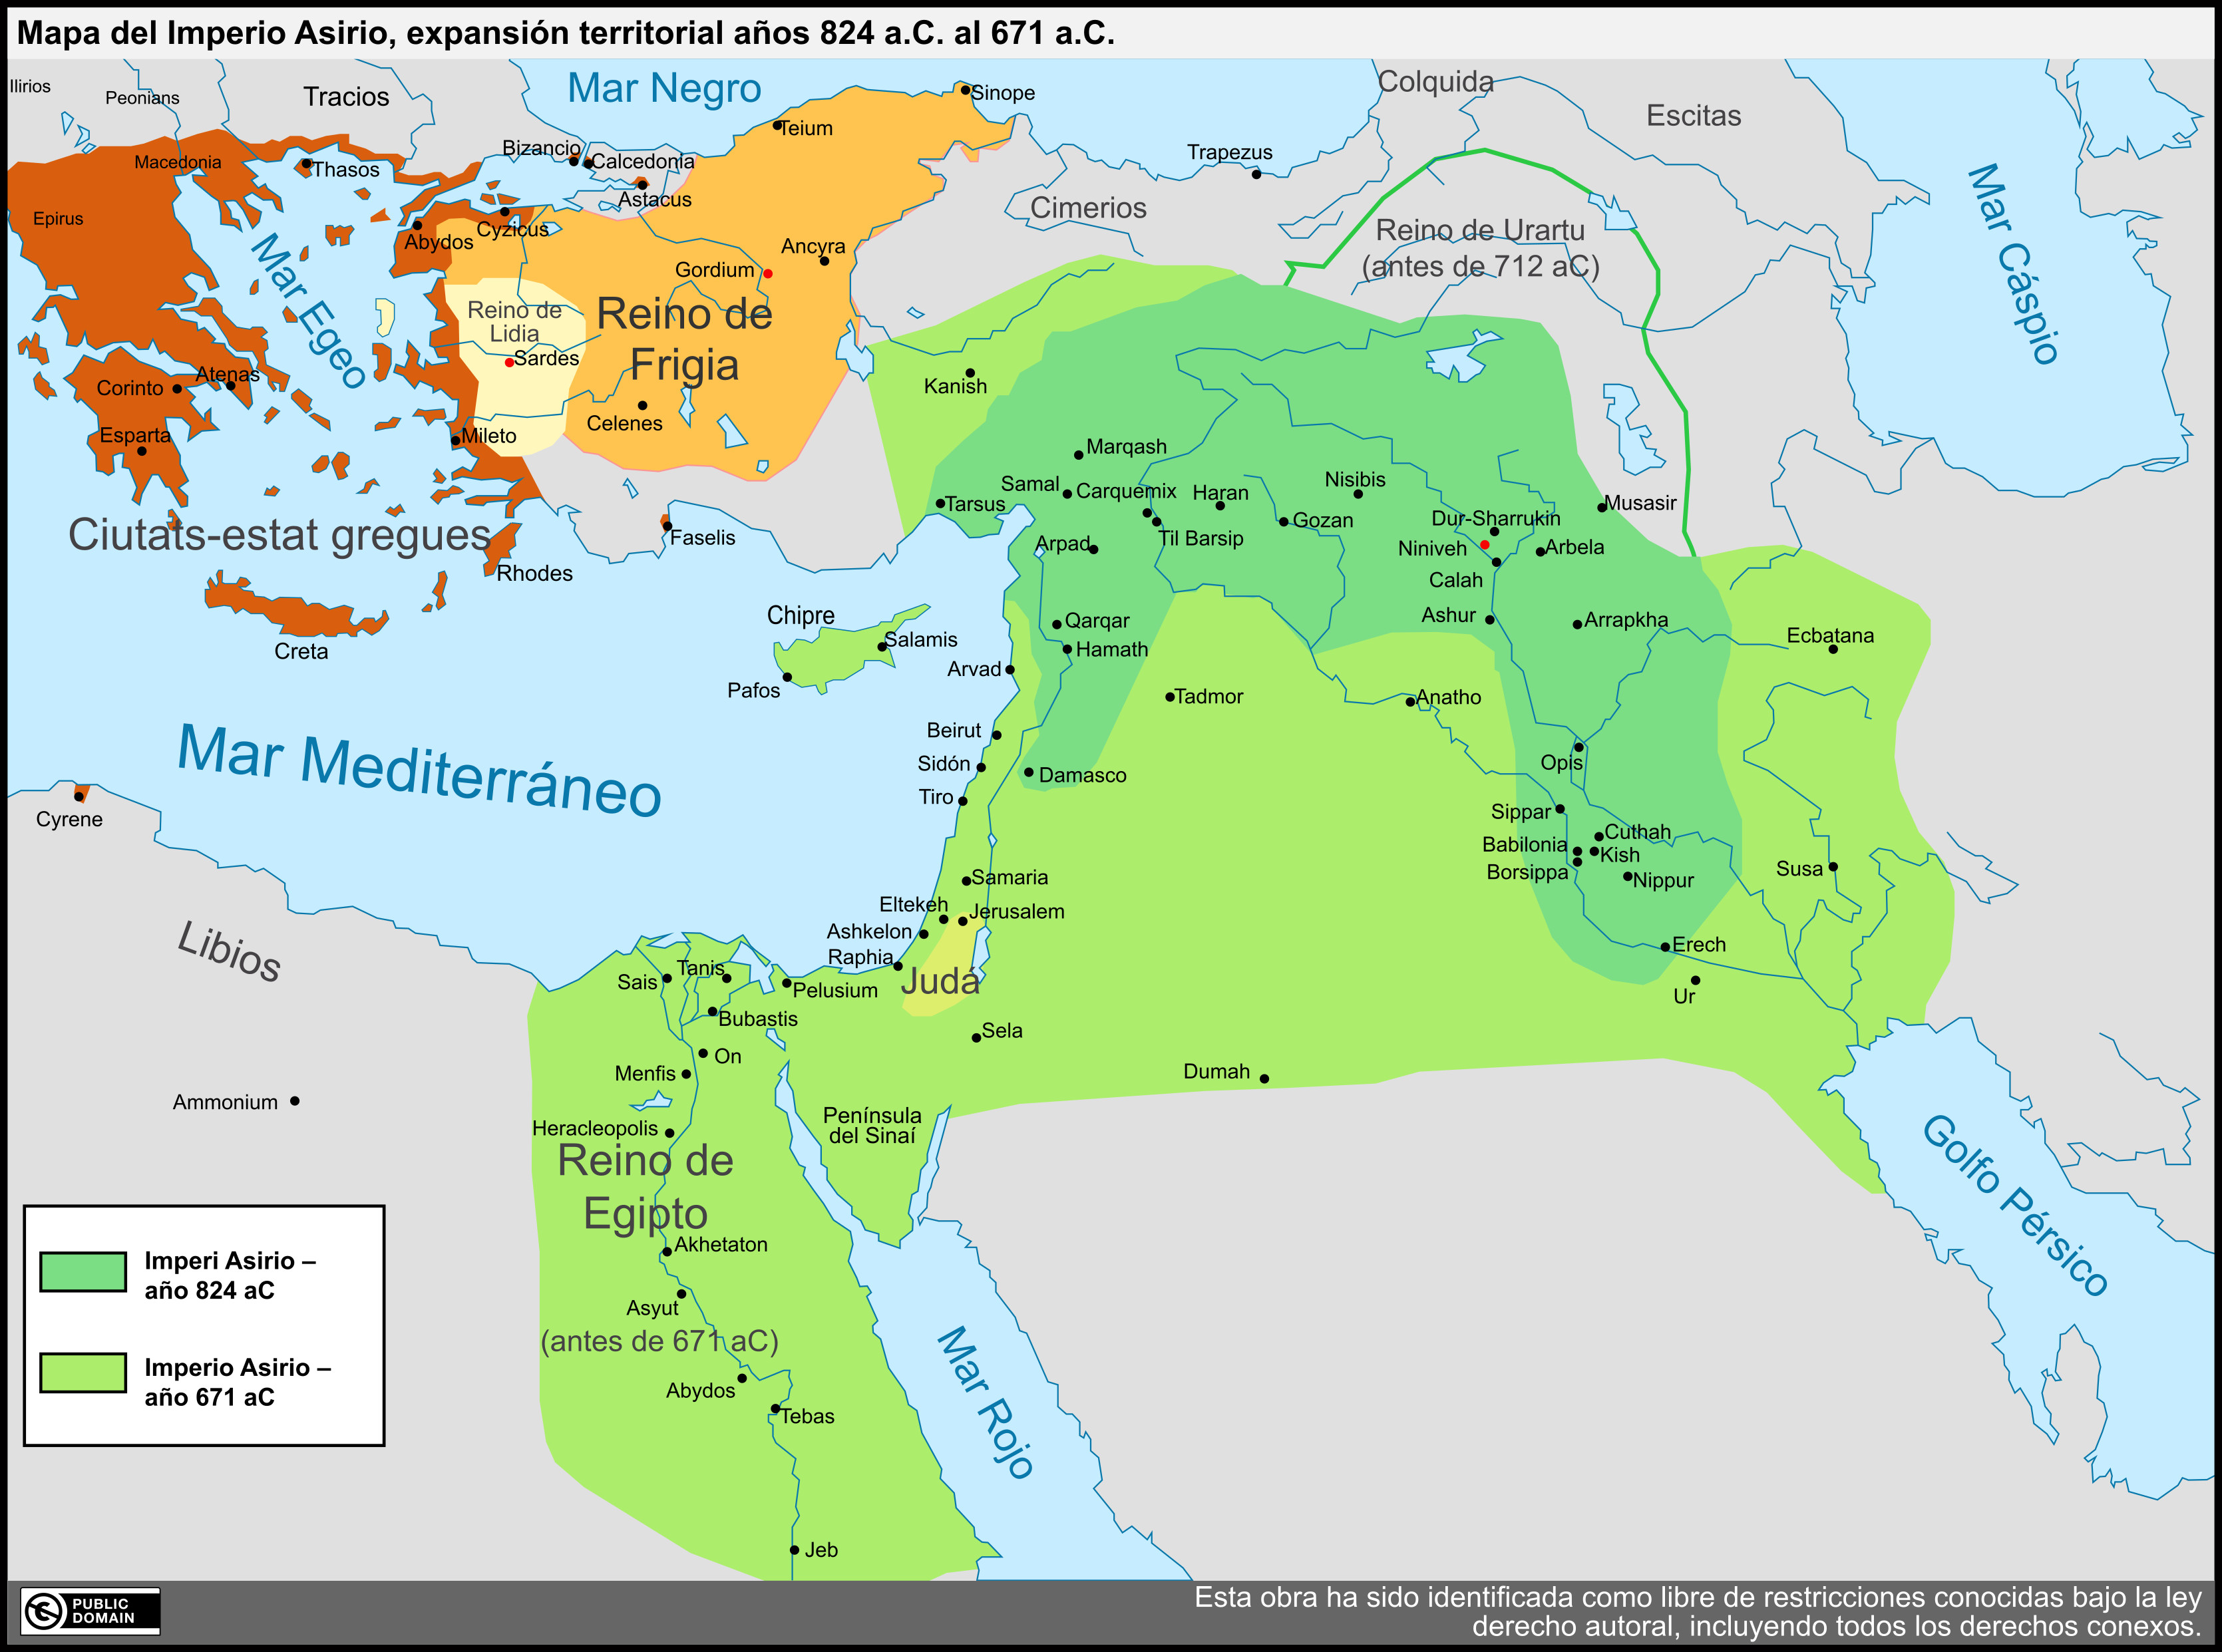 Mapa del Imperio Asirio, expansión territorial años 824 a.C. al 671 a.C.
Ilirios
Peonians
Tracios
Mar Negro
Sinope
Colquida
Escitas
Teium
Bizancio
Calcedonia
Macedonia
Thasos
Astacus
Trapezus
Mar Cáspio
Epirus
Abydos
Cyzicus
Cimerios
Reino de Urartu
(antes de 712 aC)
Mar Egeo
Ancyra
Gordium
Reino de
Lidia
Sardes
Reino de
Frigia
Kanish
Corinto
Atenas
Celenes
Esparta
Mileto
Marqash
Samal
Carquemix
Haran
Nisibis
Tarsus
Gozan
Musasir
Ciutats-estat gregues
Faselis
Til Barsip
Dur-Sharrukin
Arpad
Niniveh
Arbela
Rhodes
Calah
Chipre
Qarqar
Ashur
Arrapkha
Creta
Salamis
Hamath
Ecbatana
Arvad
Pafos
Tadmor
Anatho
Mar Mediterráneo
Beirut
Sidón
Damasco
Opis
Tiro
Sippar
Cyrene
Cuthah
Babilonia
Kish
Borsippa
Nippur
Susa
Samaria
Eltekeh
Jerusalem
Ashkelon
Raphia
Erech
Libios
Sais
Tanis
Pelusium
Judá
Ur
Bubastis
Sela
On
Menfis
Dumah
Ammonium
Península
del Sinaí
Heracleopolis
Reino de
Egipto
Golfo Pérsico
Akhetaton
Asyut
(antes de 671 aC)
Abydos
Tebas
Mar Rojo
Jeb
Imperi Asirio –
año 824 aC
Imperio Asirio –
año 671 aC
PUBLIC
DOMAIN
Esta obra ha sido identificada como libre de restricciones conocidas bajo la ley
derecho autoral, incluyendo todos los derechos conexos.